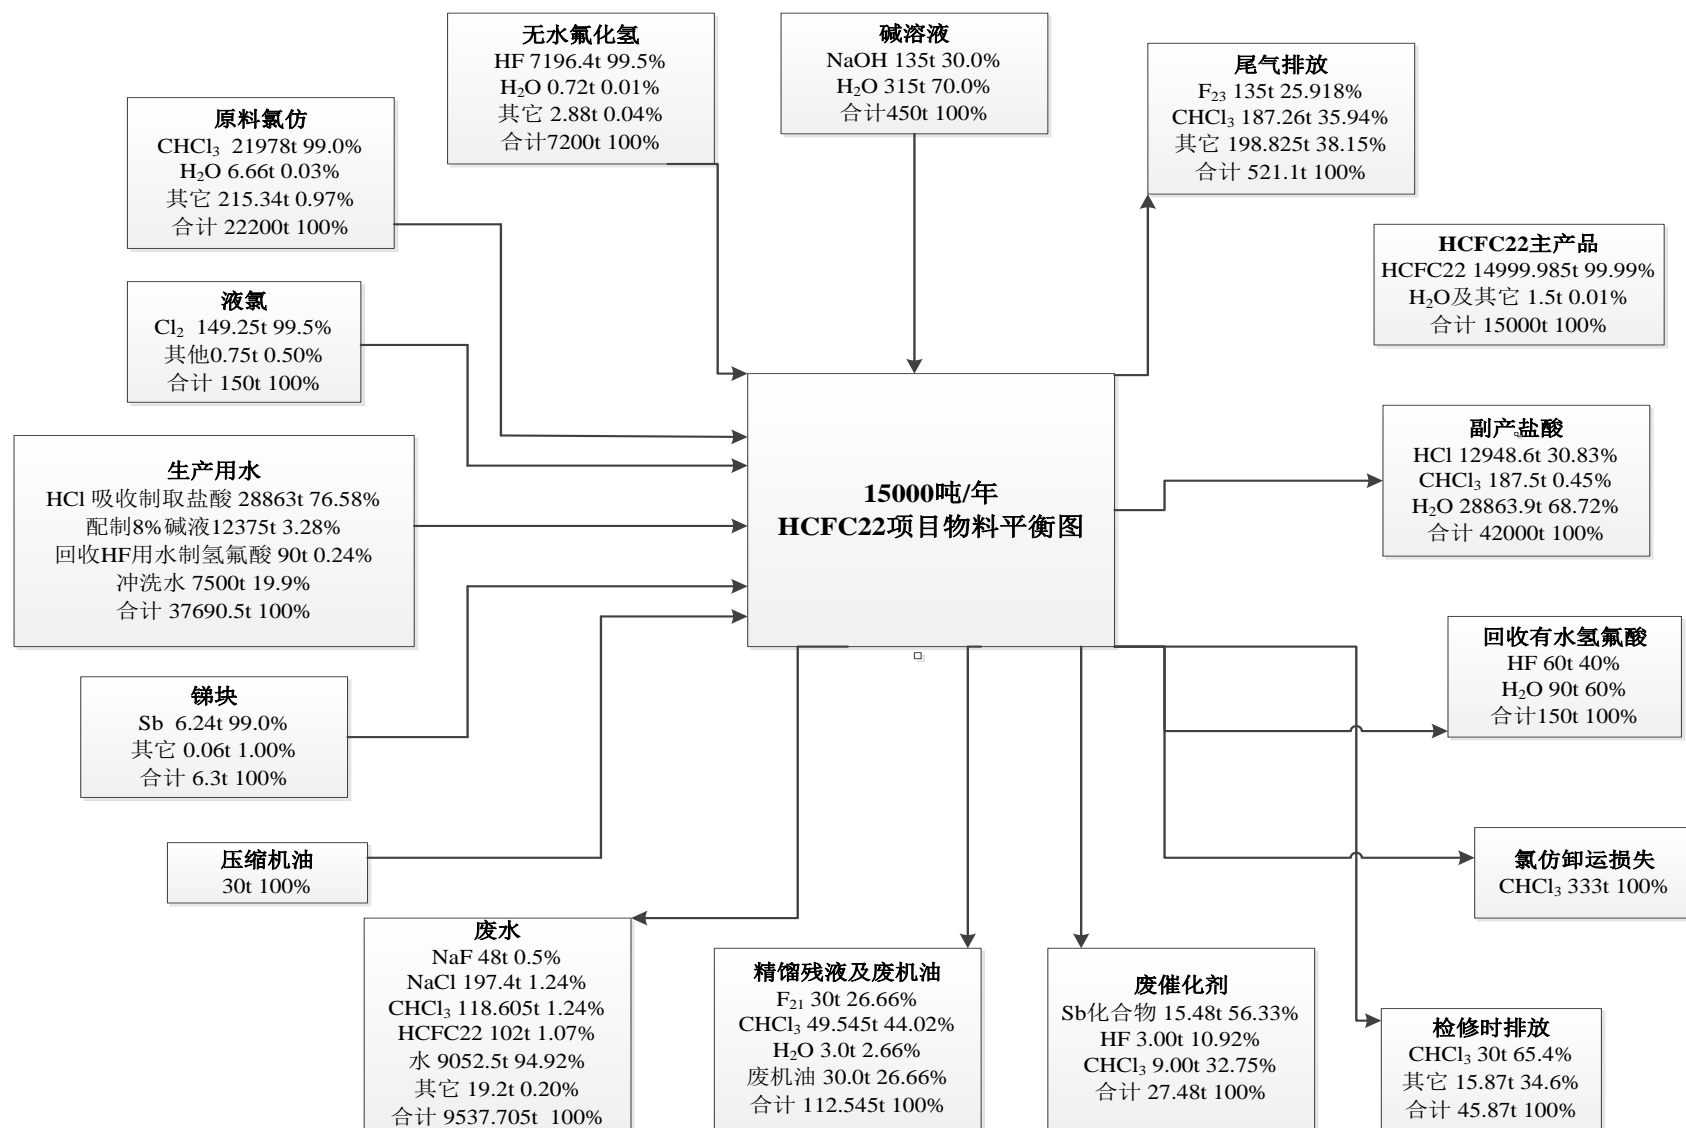 无水氟化氢
HF 7196.4t 99.5%
H₂O 0.72t 0.01%
其它 2.88t 0.04%
合计7200t 100%
碱溶液
NaOH 135t 30.0%
H₂O 315t 70.0%
合计450t 100%
尾气排放
F₂₃ 135t 25.918%
CHCl₃ 187.26t 35.94%
其它 198.825t 38.15%
合计 521.1t 100%
原料氯仿
CHCl₃ 21978t 99.0%
H₂O 6.66t 0.03%
其它 215.34t 0.97%
合计 22200t 100%
HCFC22主产品
HCFC22 14999.985t 99.99%
H₂O及其它 1.5t 0.01%
合计 15000t 100%
液氯
Cl₂ 149.25t 99.5%
其他0.75t 0.50%
合计 150t 100%
生产用水
HCl 吸收制取盐酸 28863t 76.58%
配制8%碱液12375t 3.28%
回收HF用水制氢氟酸 90t 0.24%
冲洗水 7500t 19.9%
合计 37690.5t 100%
15000吨/年
HCFC22项目物料平衡图
副产盐酸
HCl 12948.6t 30.83%
CHCl₃ 187.5t 0.45%
H₂O 28863.9t 68.72%
合计 42000t 100%
回收有水氢氟酸
HF 60t 40%
H₂O 90t 60%
合计150t 100%
锑块
Sb 6.24t 99.0%
其它 0.06t 1.00%
合计 6.3t 100%
压缩机油
30t 100%
氯仿卸运损失
CHCl₃ 333t 100%
废水
NaF 48t 0.5%
NaCl 197.4t 1.24%
CHCl₃ 118.605t 1.24%
HCFC22 102t 1.07%
水 9052.5t 94.92%
其它 19.2t 0.20%
合计 9537.705t 100%
精馏残液及废机油
F₂₁ 30t 26.66%
CHCl₃ 49.545t 44.02%
H₂O 3.0t 2.66%
废机油 30.0t 26.66%
合计 112.545t 100%
废催化剂
Sb化合物 15.48t 56.33%
HF 3.00t 10.92%
CHCl₃ 9.00t 32.75%
合计 27.48t 100%
检修时排放
CHCl₃ 30t 65.4%
其它 15.87t 34.6%
合计 45.87t 100%